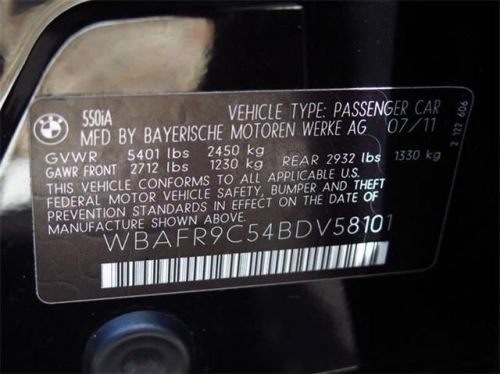 BMW
550iA
VEHICLE TYPE: PASSENGER CAR
MFD BY BAYERISCHE MOTOREN WERKE AG 07/11
GVWR 5401 lbs 2450 kg
GAWR FRONT 2712 lbs 1230 kg REAR 2932 lbs 1330 kg
THIS VEHICLE CONFORMS TO ALL APPLICABLE U.S.
FEDERAL MOTOR VEHICLE SAFETY, BUMPER AND THEFT
PREVENTION STANDARDS IN EFFECT ON THE DATE OF
MANUFACTURE SHOWN ABOVE.
WBAFR9C54BDV58101
2 122 606